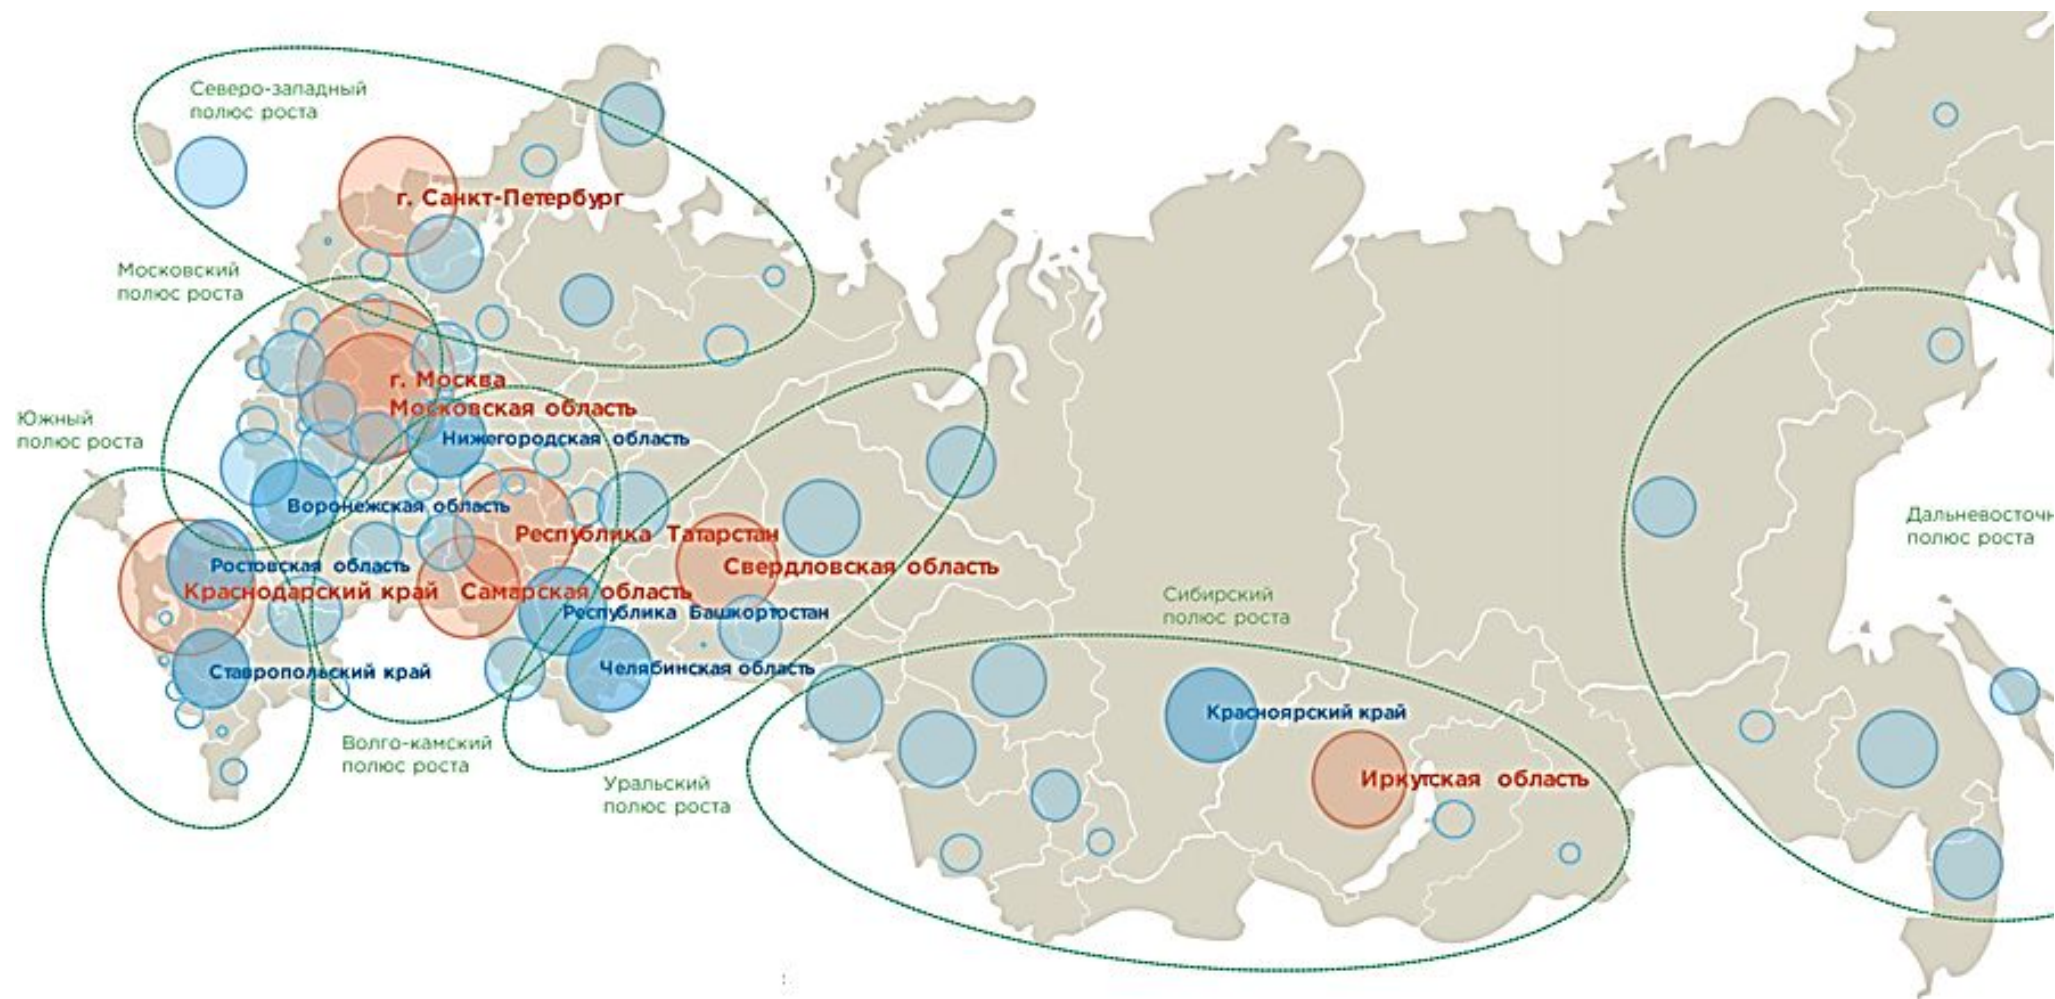 Северо-западный
полюс роста
г. Санкт-Петербург
Московский
полюс роста
г. Москва
Московская область
Южный
полюс роста
Нижегородская область
Воронежская область
Республика Татарстан
Дальневосточн
полюс роста
Ростовская область
Свердловская область
Краснодарский край
Самарская область
Сибирский
полюс роста
Республика Башкортостан
Ставропольский край
Челябинская область
Красноярский край
Волго-камский
полюс роста
Иркутская область
Уральский
полюс роста